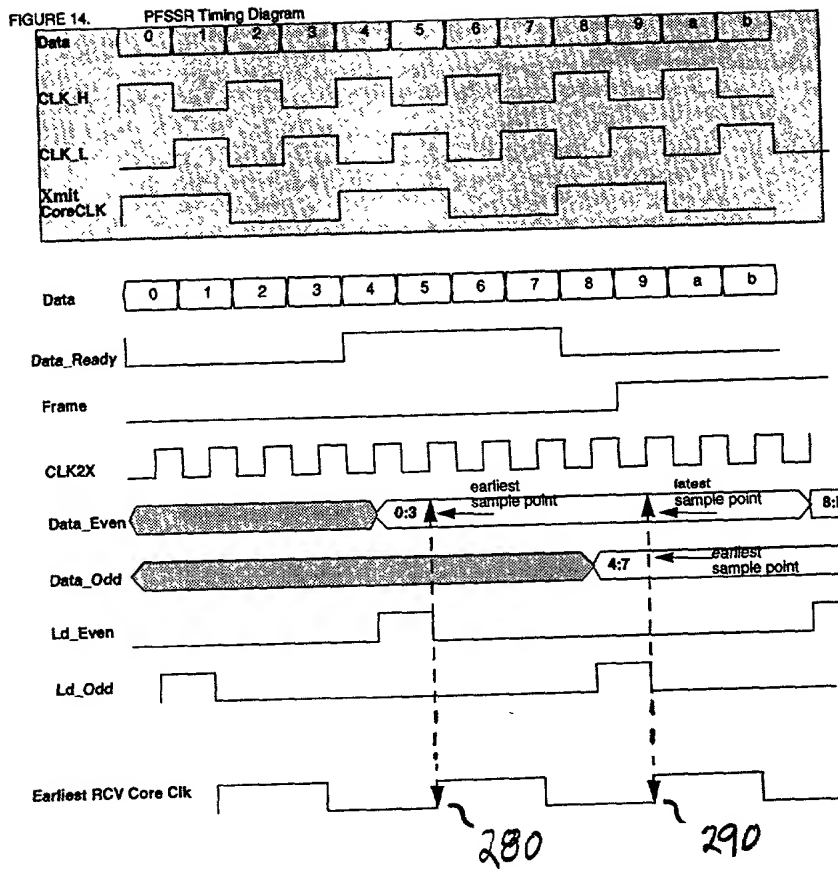 FIGURE 14. PFSSR Timing Diagram
Data 0 1 2 3 4 5 6 7 8 9 a b
CLK_H
CLK_L
Xmit
CoreCLK
Data 0 1 2 3 4 5 6 7 8 9 a b
Data_Ready
Frame
CLK2X
earliest
sample point
latest
sample point
Data_Even 0:3
Data_Odd 4:7
earliest
sample point
Ld_Even
Ld_Odd
Earliest RCV Core Clk
280 290